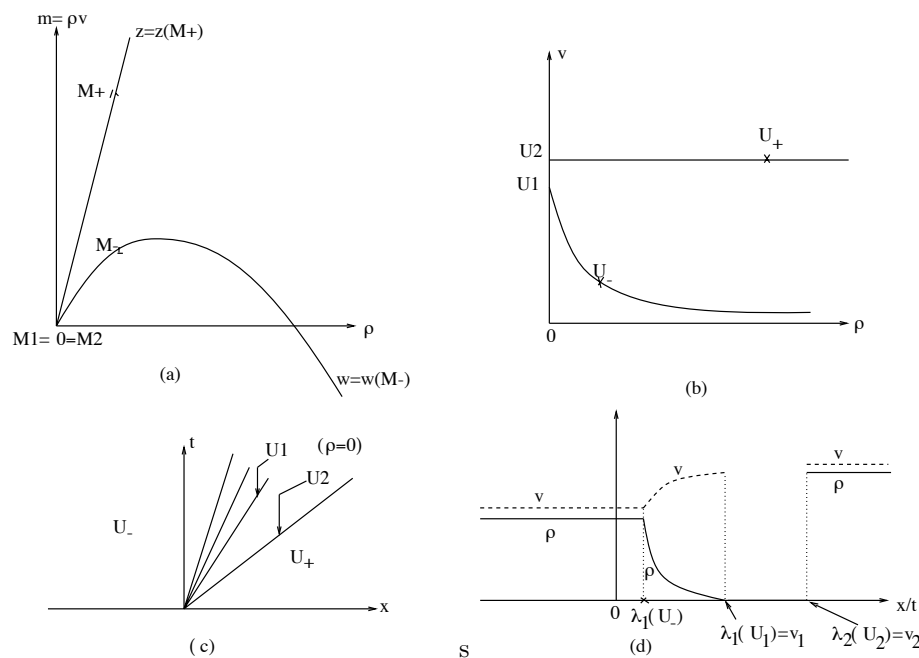 m= ρv
z=z(M+)
M+
M-
M1= 0=M2
ρ
w=w(M-)
(a)
v
U2
U+
U1
U-
0
ρ
(b)
t
U1
(ρ=0)
U2
U-
U+
x
( c)
v
ρ
v
ρ
v
ρ
0
λ1( U-)
λ1( U1)=v1
λ2( U2)=v2
x/t
(d)
S